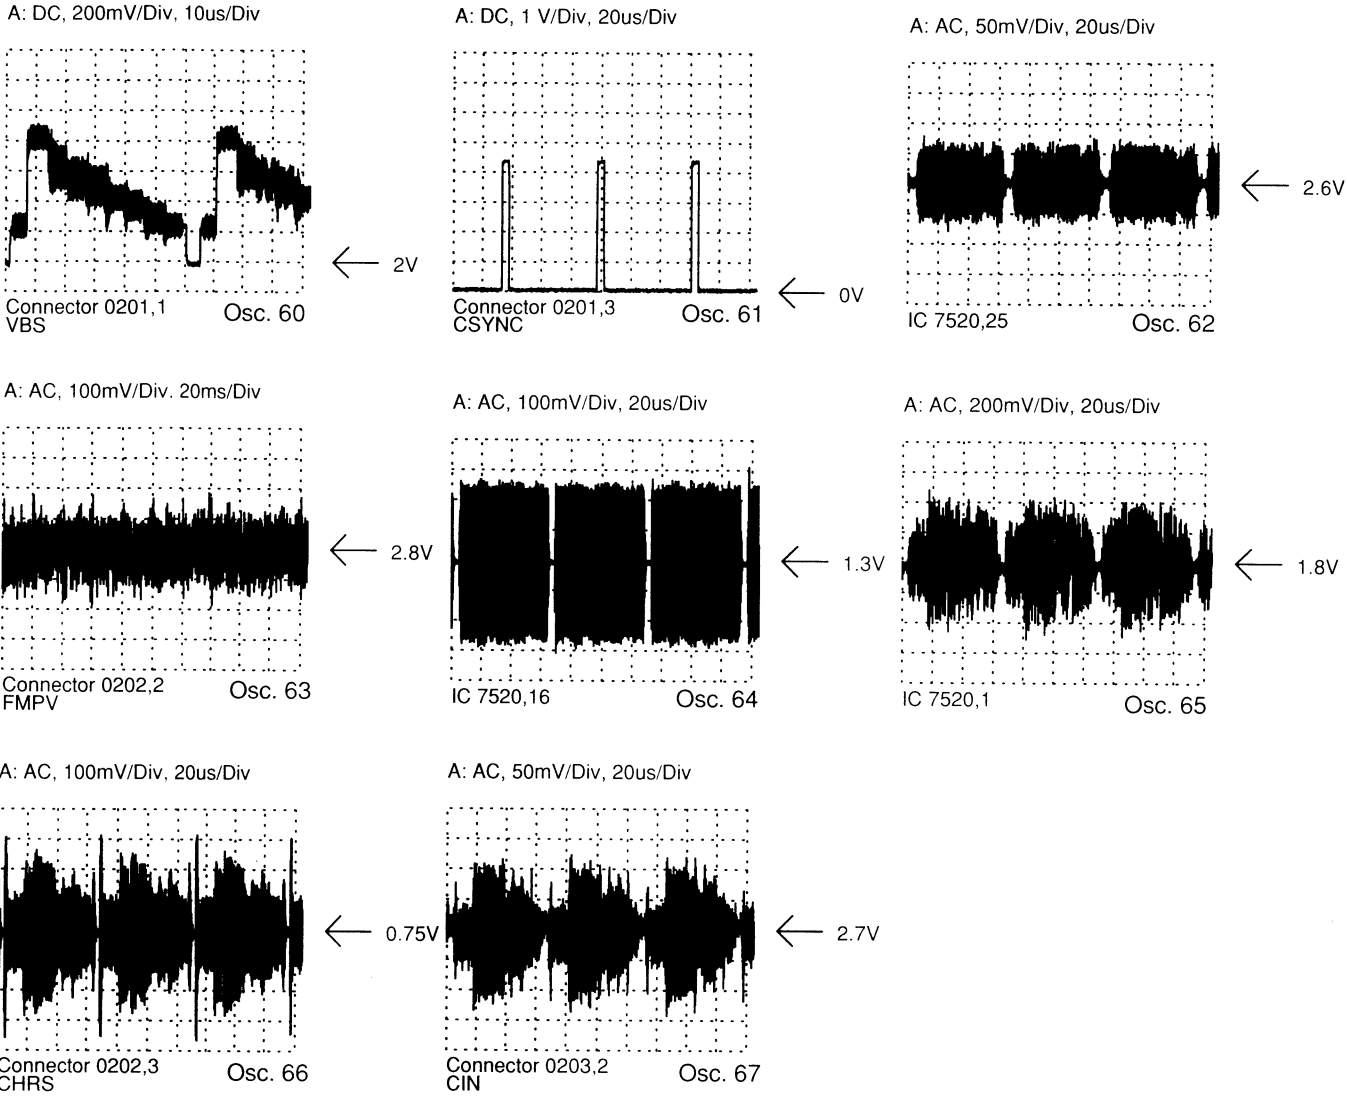 A: DC, 200mV/Div, 10us/Div
2V
Connector 0201,1
VBS
Osc. 60
A: DC, 1 V/Div, 20us/Div
0V
Connector 0201,3
CSYNC
Osc. 61
A: AC, 50mV/Div, 20us/Div
2.6V
IC 7520,25
Osc. 62
A: AC, 100mV/Div. 20ms/Div
2.8V
Connector 0202,2
FMPV
Osc. 63
A: AC, 100mV/Div, 20us/Div
1.3V
IC 7520,16
Osc. 64
A: AC, 200mV/Div, 20us/Div
1.8V
IC 7520,1
Osc. 65
A: AC, 100mV/Div, 20us/Div
0.75V
Connector 0202,3
CHRS
Osc. 66
A: AC, 50mV/Div, 20us/Div
2.7V
Connector 0203,2
CIN
Osc. 67